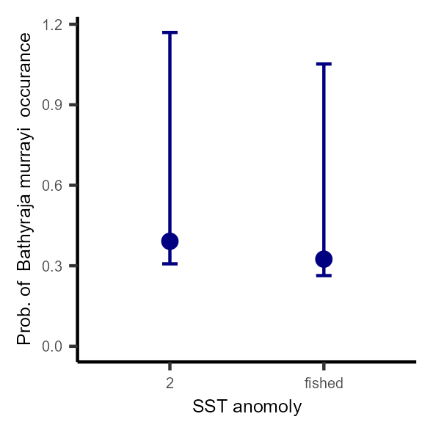 Prob. of Bathyraja murrayi occurance
1.2
0.9
0.6
0.3
0.0
2 fished
SST anomoly